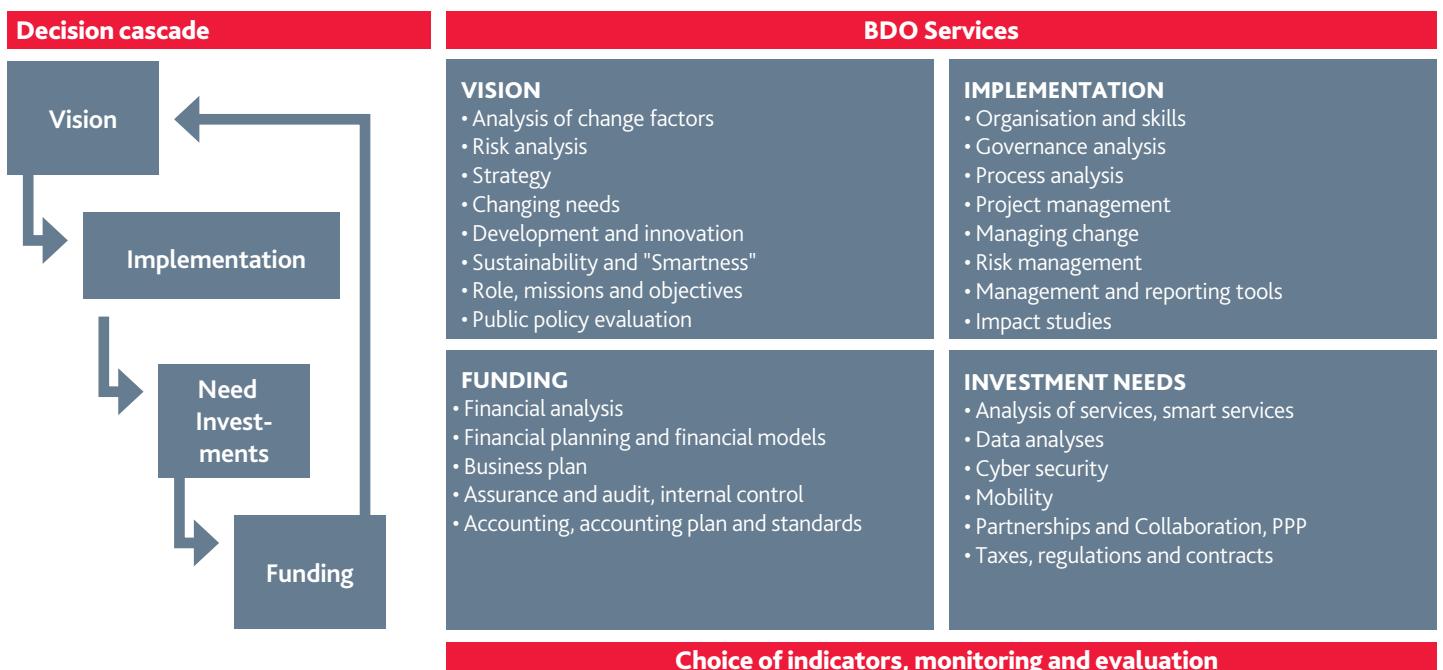 Decision cascade
Vision
Implementation
Need
Invest-
ments
Funding
BDO Services
VISION
• Analysis of change factors
• Risk analysis
• Strategy
• Changing needs
• Development and innovation
• Sustainability and "Smartness"
• Role, missions and objectives
• Public policy evaluation
IMPLEMENTATION
• Organisation and skills
• Governance analysis
• Process analysis
• Project management
• Managing change
• Risk management
• Management and reporting tools
• Impact studies
FUNDING
• Financial analysis
• Financial planning and financial models
• Business plan
• Assurance and audit, internal control
• Accounting, accounting plan and standards
INVESTMENT NEEDS
• Analysis of services, smart services
• Data analyses
• Cyber security
• Mobility
• Partnerships and Collaboration, PPP
• Taxes, regulations and contracts
Choice of indicators, monitoring and evaluation